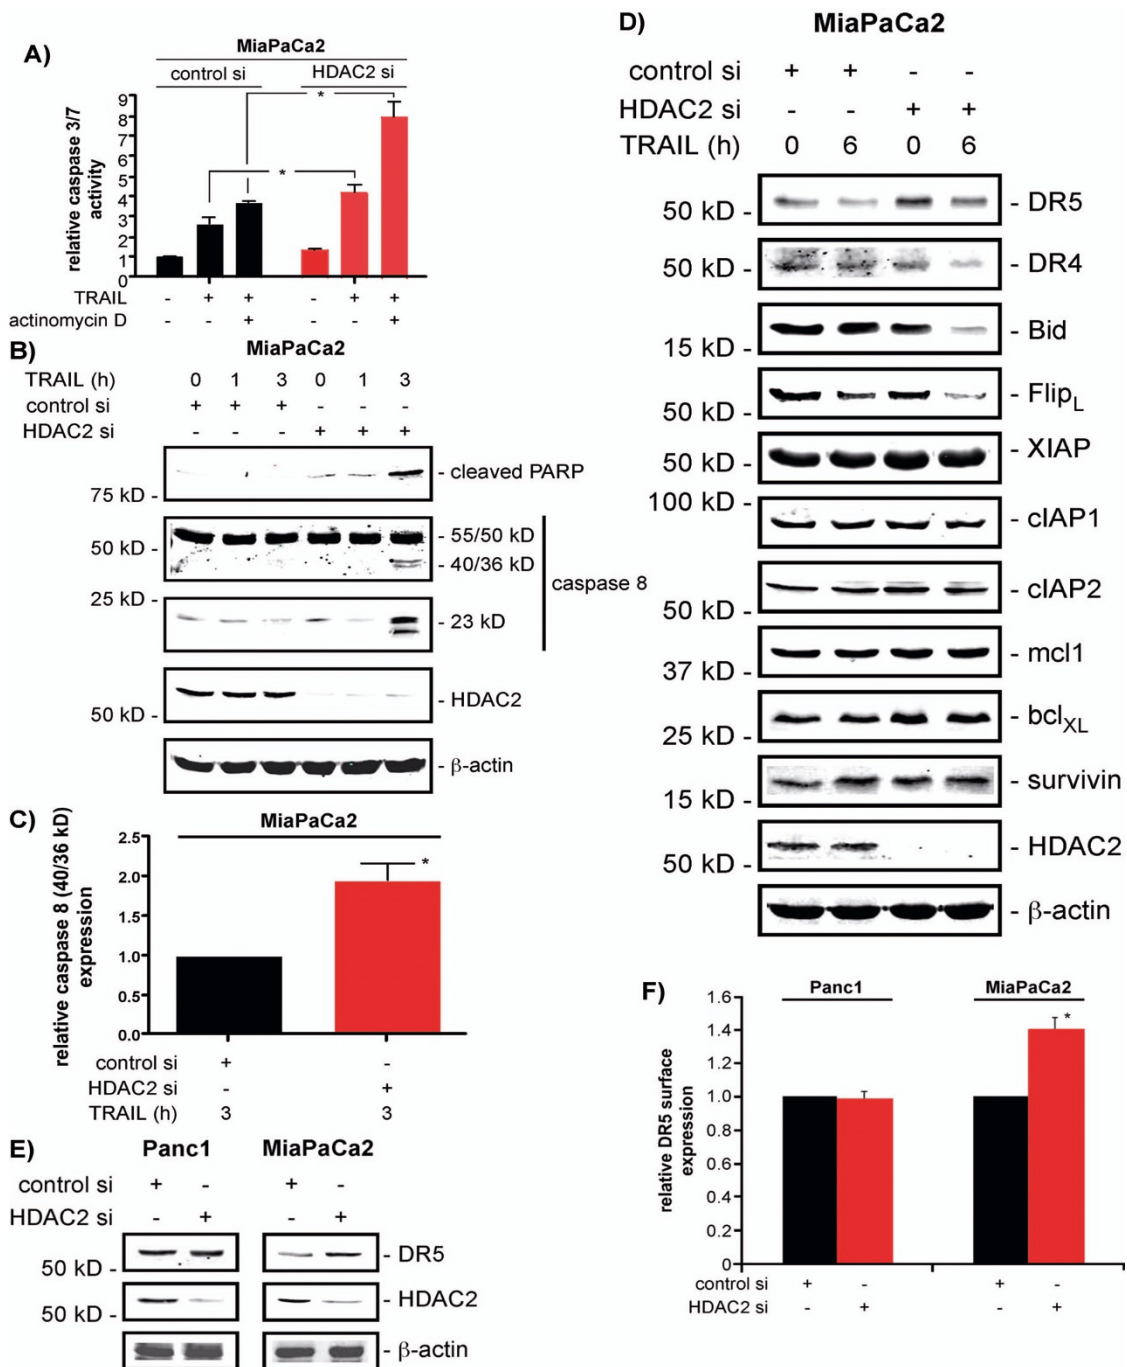 A)
MiaPaCa2
control si HDAC2 si
relative caspase 3/7
activity
9
8
7
6
5
4
3
2
1
0
*
*
TRAIL - + + - + +
actinomycin D - - + - - +
B)
MiaPaCa2
TRAIL (h) 0 1 3 0 1 3
control si + + + - - -
HDAC2 si - - - + + +
75 kD - - cleaved PARP
50 kD - - 55/50 kD
- 40/36 kD
caspase 8
25 kD - - 23 kD
50 kD - - HDAC2
- β-actin
C)
MiaPaCa2
relative caspase 8 (40/36 kD)
expression
2.5
2.0
1.5
1.0
0.5
0.0
*
control si + -
HDAC2 si - +
TRAIL (h) 3 3
D)
MiaPaCa2
control si + + - -
HDAC2 si - - + +
TRAIL (h) 0 6 0 6
50 kD - - DR5
50 kD - - DR4
15 kD - - Bid
50 kD - - FlipL
50 kD - - XIAP
100 kD - - cIAP1
50 kD - - cIAP2
37 kD - - mcl1
25 kD - - bclXL
15 kD - - survivin
50 kD - - HDAC2
- β-actin
E)
Panc1 MiaPaCa2
control si + - + -
HDAC2 si - + - +
50 kD - - DR5
50 kD - - HDAC2
- β-actin
F)
Panc1 MiaPaCa2
relative DR5 surface
expression
1.6
1.4
1.2
1.0
0.8
0.6
0.4
0.2
0
*
control si + - + -
HDAC2 si - + - +